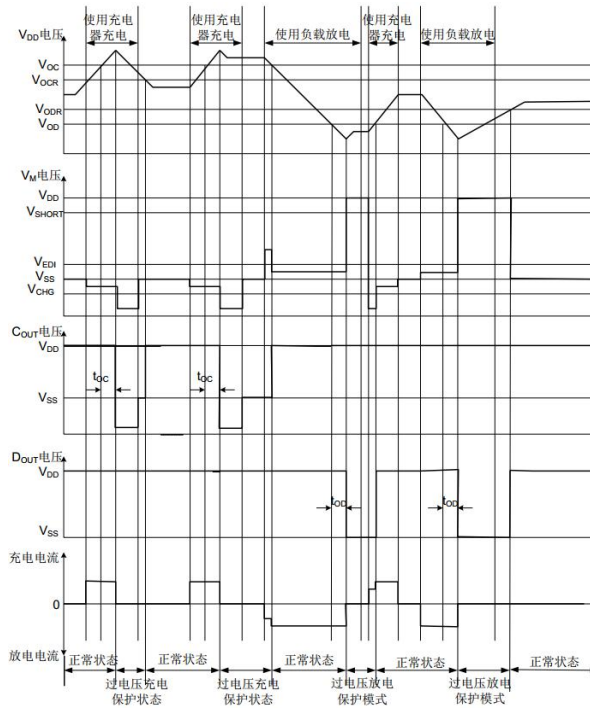 使用充电
器充电
使用充电
器充电
使用负载放电
使用充电
器充电
使用负载放电
VDD电压
VOC
VOCR
VODR
VOD
VM电压
VDD
VSHORT
VEDI
VSS
VCHG
COUT电压
VDD
tOC
tOC
VSS
DOUT电压
VDD
tOD
tOD
VSS
充电电流
0
放电电流
正常状态
正常状态
正常状态
正常状态
正常状态
过电压充电
保护状态
过电压充电
保护状态
过电压放电
保护模式
过电压放电
保护模式